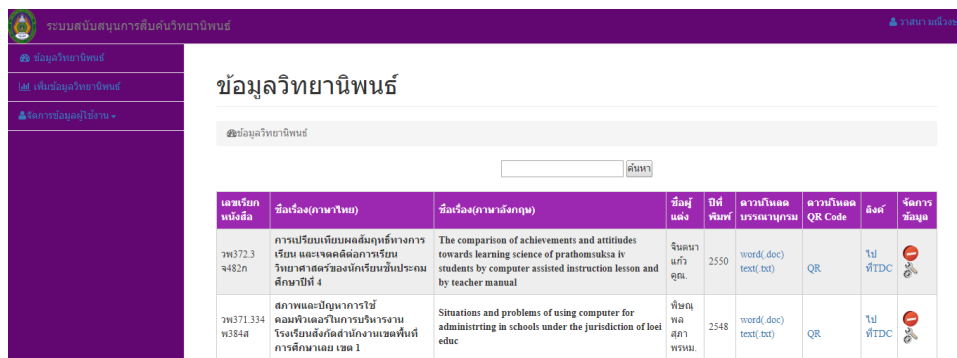 ระบบสนับสนุนการสืบค้นวิทยานิพนธ์
วาสนา มณีวงษ์
ข้อมูลวิทยานิพนธ์
เพิ่มข้อมูลวิทยานิพนธ์
จัดการข้อมูลผู้ใช้งาน
ข้อมูลวิทยานิพนธ์
ข้อมูลวิทยานิพนธ์
ค้นหา
เลขเรียก
หนังสือ
ชื่อเรื่อง(ภาษาไทย)
ชื่อเรื่อง(ภาษาอังกฤษ)
ชื่อผู้
แต่ง
ปีที่
พิมพ์
ดาวน์โหลด
บรรณานุกรม
ดาวน์โหลด
QR Code
ลิงค์
จัดการ
ข้อมูล
วพ372.3
จ482ก
การเปรียบเทียบผลสัมฤทธิ์ทางการ
เรียน และเจตคติต่อการเรียน
วิทยาศาสตร์ของนักเรียนชั้นประถม
ศึกษาปีที่ 4
The comparison of achievements and attitiudes
towards learning science of prathomsuksa iv
students by computer assisted instruction lesson and
by teacher manual
จินตนา
แก้ว
คูณ.
2550
word(.doc)
text(.txt)
QR
ไป
ที่TDC
วพ371.334
พ384ส
สภาพและปัญหาการใช้
คอมพิวเตอร์ในการบริหารงาน
โรงเรียนสังกัดสำนักงานเขตพื้นที่
การศึกษาเลย เขต 1
Situations and problems of using computer for
administrting in schools under the jurisdiction of loei
educ
พิษณุ
พล
สุภา
พรหม.
2548
word(.doc)
text(.txt)
QR
ไป
ที่TDC